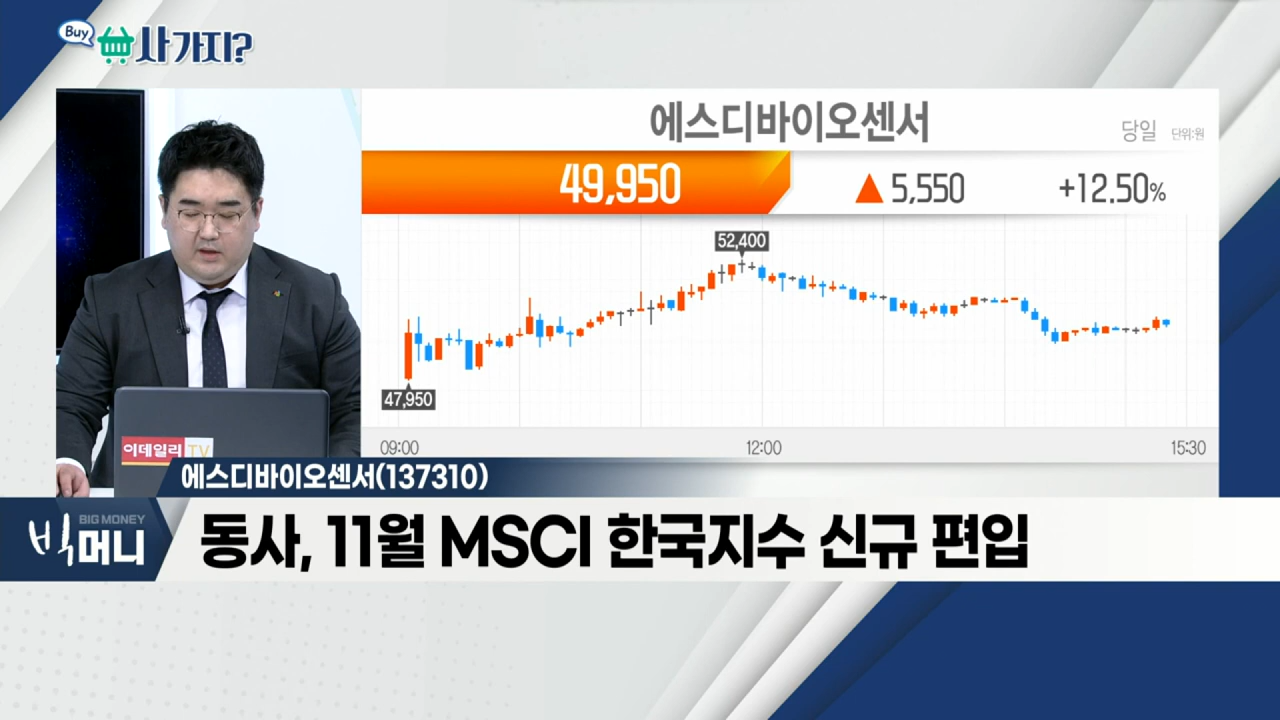 Buy
사가지?
에스디바이오센서
당일 단위:원
49,950 ▲5,550 +12.50%
52,400
47,950
09:00 12:00 15:30
이데일리 TV
에스디바이오센서(137310)
BIG MONEY
빅머니
동사, 11월 MSCI 한국지수 신규 편입